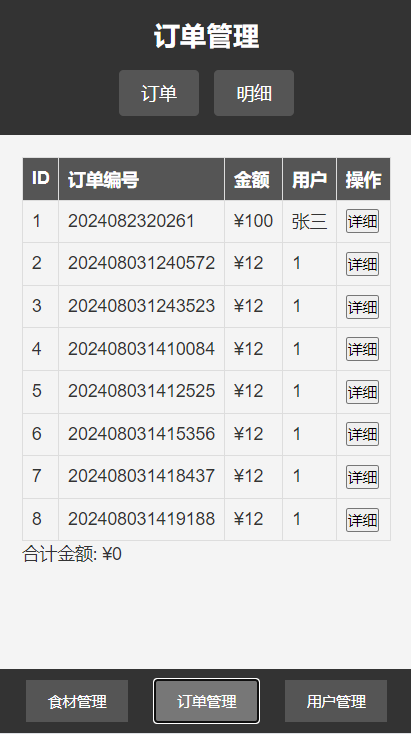 订单管理
订单 明细
ID 订单编号 金额 用户 操作
1 2024082320261 ¥100 张三 详细
2 202408031240572 ¥12 1 详细
3 202408031243523 ¥12 1 详细
4 202408031410084 ¥12 1 详细
5 202408031412525 ¥12 1 详细
6 202408031415356 ¥12 1 详细
7 202408031418437 ¥12 1 详细
8 202408031419188 ¥12 1 详细
合计金额: ¥0
食材管理 订单管理 用户管理